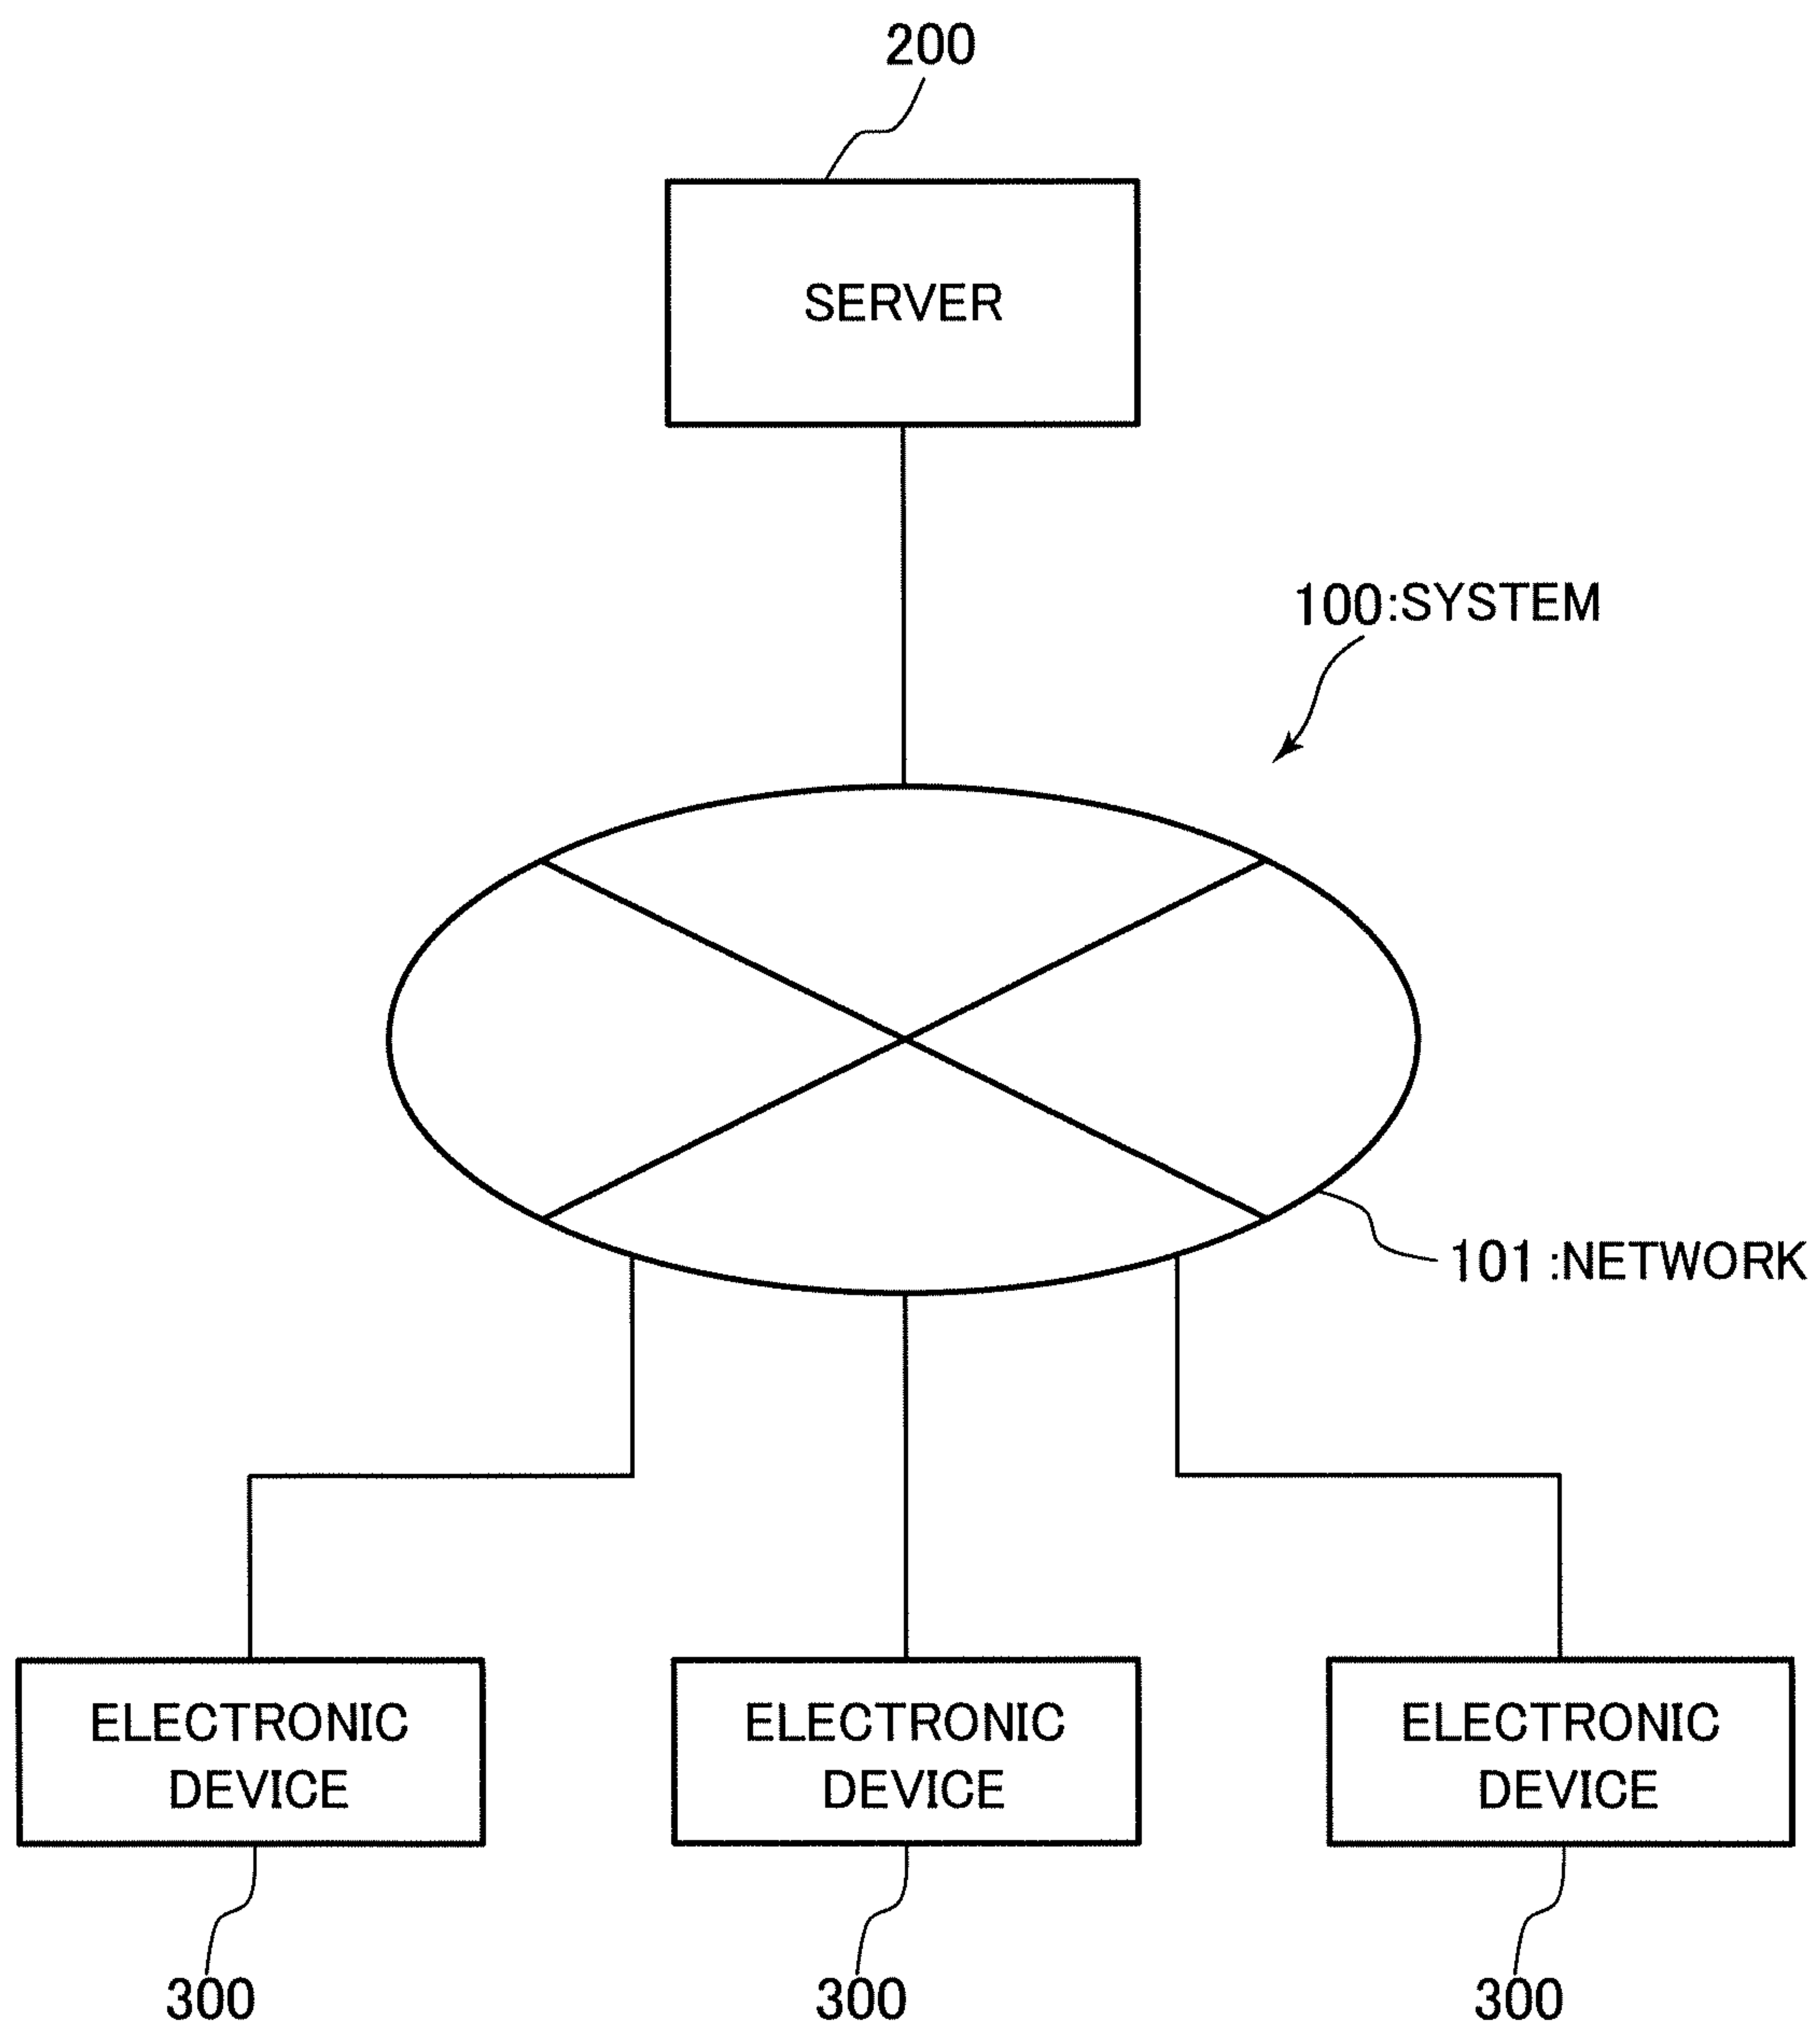 200
SERVER
100:SYSTEM
101:NETWORK
ELECTRONIC
DEVICE
ELECTRONIC
DEVICE
ELECTRONIC
DEVICE
300
300
300